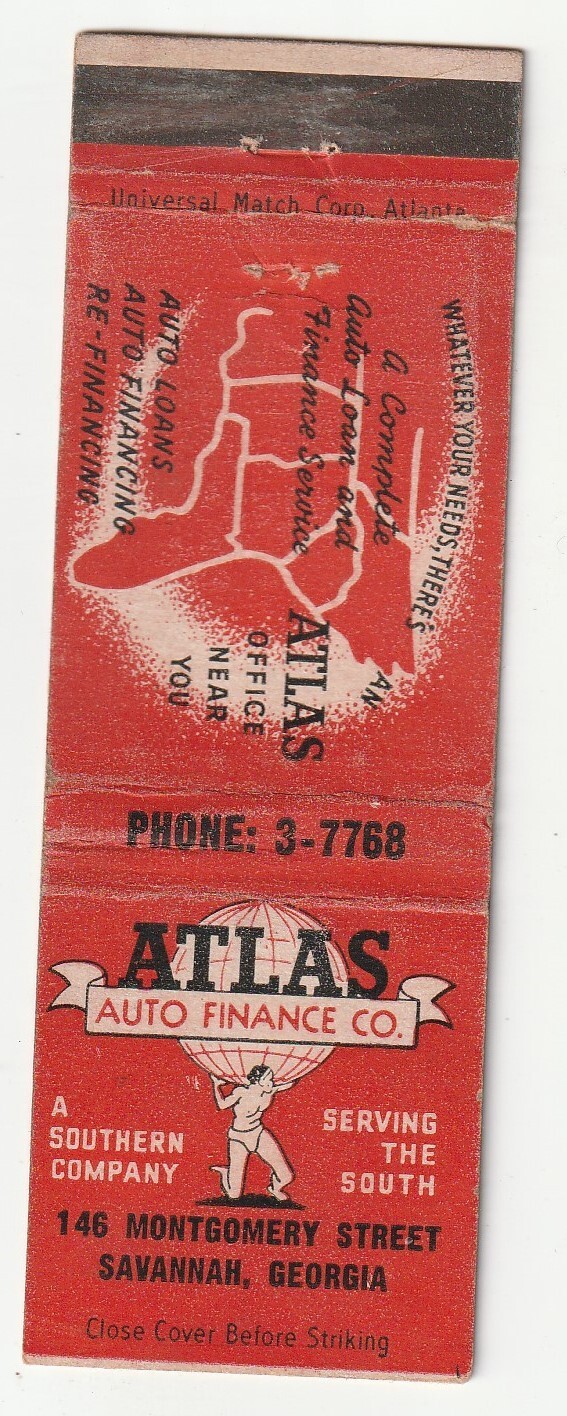 Universal Match Corp. Atlanta
WHATEVER YOUR NEEDS, THERE'S
AN
ATLAS
OFFICE
NEAR
YOU
A Complete
Auto Loan and
Finance Service
AUTO LOANS
AUTO FINANCING
RE-FINANCING
PHONE: 3-7768
ATLAS
AUTO FINANCE CO.
A
SOUTHERN
COMPANY
SERVING
THE
SOUTH
146 MONTGOMERY STREET
SAVANNAH, GEORGIA
Close Cover Before Striking